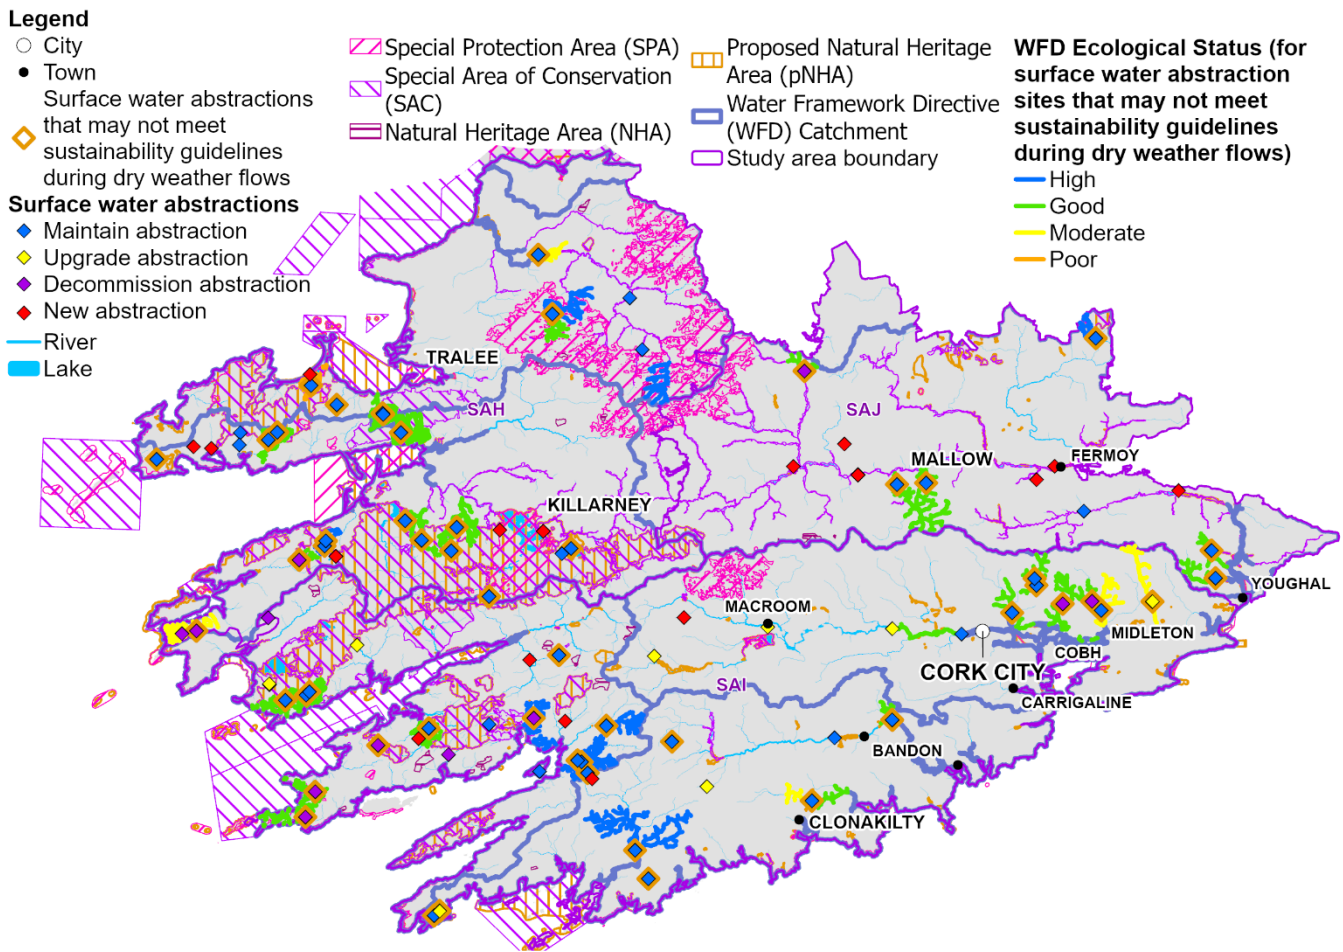 Legend
City
Town
Surface water abstractions
that may not meet
sustainability guidelines
during dry weather flows
Surface water abstractions
Maintain abstraction
Upgrade abstraction
Decommission abstraction
New abstraction
River
Lake
Special Protection Area (SPA)
Special Area of Conservation
(SAC)
Natural Heritage Area (NHA)
Proposed Natural Heritage
Area (pNHA)
Water Framework Directive
(WFD) Catchment
Study area boundary
WFD Ecological Status (for
surface water abstraction
sites that may not meet
sustainability guidelines
during dry weather flows)
High
Good
Moderate
Poor
TRALEE
SAH
SAJ
MALLOW
FERMOY
KILLARNEY
YOUGHAL
MACROOM
MIDLETON
COBH
CORK CITY
SAI
CARRIGALINE
BANDON
CLONAKILTY